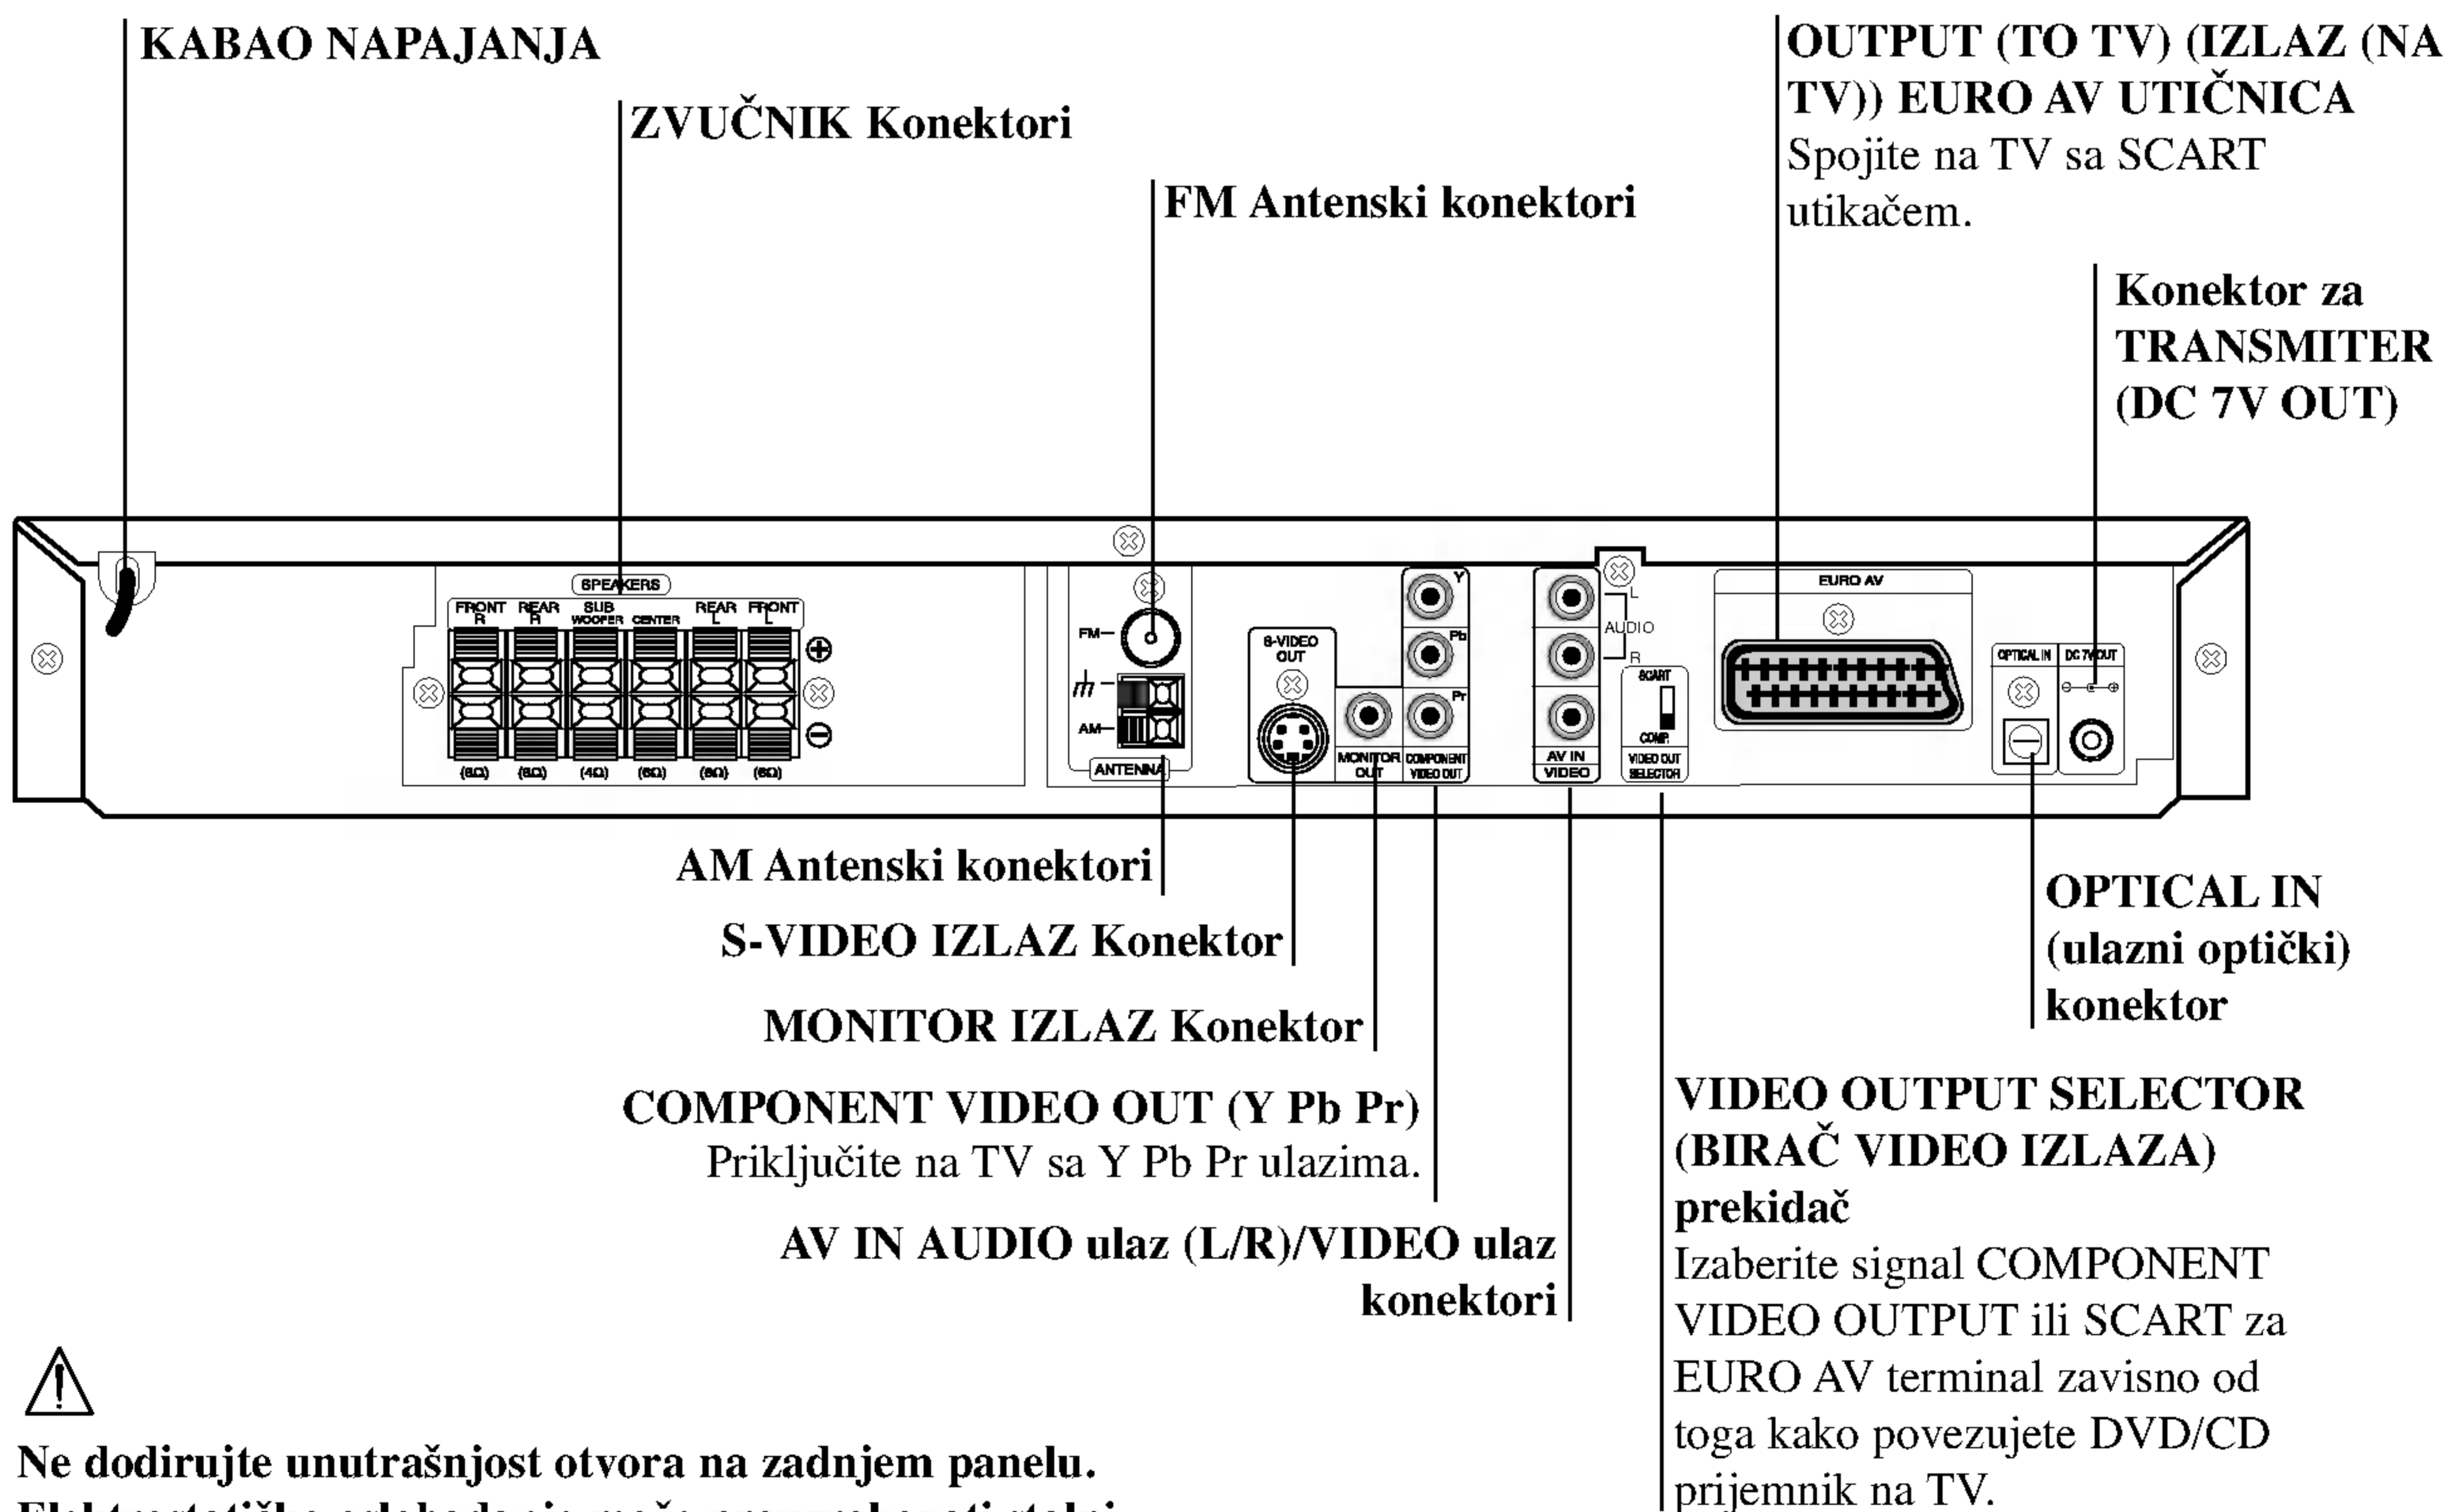 KABAO NAPAJANJA
ZVUČNIK Konektori
FM Antenski konektori
OUTPUT (TO TV) (IZLAZ (NA
TV)) EURO AV UTIČNICA
Spojite na TV sa SCART
utikačem.
Konektor za
TRANSMITER
(DC 7V OUT)
SPEAKERS
FRONT R
REAR R
SUB WOOFER
CENTER
REAR L
FRONT L
(6Ω) (6Ω) (4Ω) (6Ω) (6Ω) (6Ω)
FM
AM
ANTENNA
S-VIDEO
OUT
MONITOR
OUT
Y
Pb
Pr
COMPONENT
VIDEO OUT
L
AUDIO
R
AV IN
VIDEO
SCART
COMP.
VIDEO OUT
SELECTOR
EURO AV
OPTICAL IN
DC 7V OUT
AM Antenski konektori
S-VIDEO IZLAZ Konektor
MONITOR IZLAZ Konektor
COMPONENT VIDEO OUT (Y Pb Pr)
Priključite na TV sa Y Pb Pr ulazima.
AV IN AUDIO ulaz (L/R)/VIDEO ulaz
konektori
OPTICAL IN
(ulazni optički)
konektor
VIDEO OUTPUT SELECTOR
(BIRAČ VIDEO IZLAZA)
prekidač
Izaberite signal COMPONENT
VIDEO OUTPUT ili SCART za
EURO AV terminal zavisno od
toga kako povezujete DVD/CD
prijemnik na TV.
Ne dodirujte unutrašnjost otvora na zadnjem panelu.